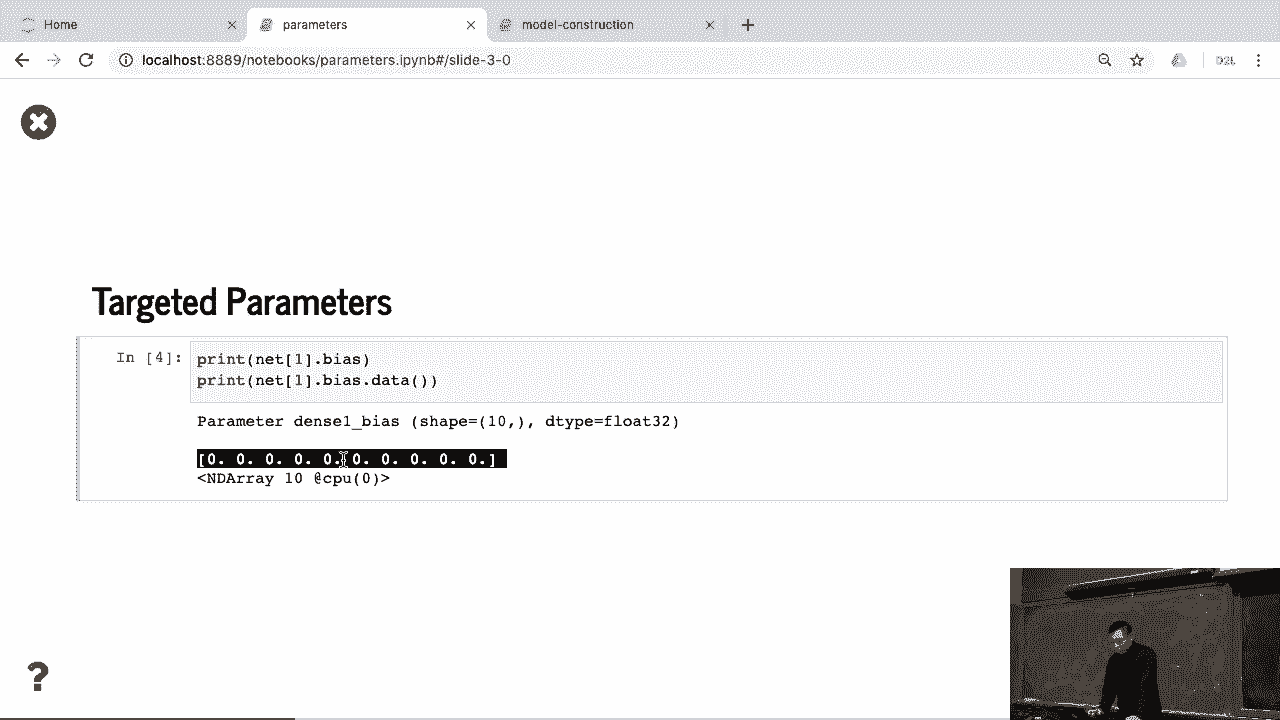 Home
parameters
model-construction
localhost:8889/notebooks/parameters.ipynb#/slide-3-0
D2L
Targeted Parameters
In [4]:
print(net[1].bias)
print(net[1].bias.data())
Parameter dense1_bias (shape=(10,), dtype=float32)
[0. 0. 0. 0. 0. 0. 0. 0. 0. 0.]
<NDArray 10 @cpu(0)>
?